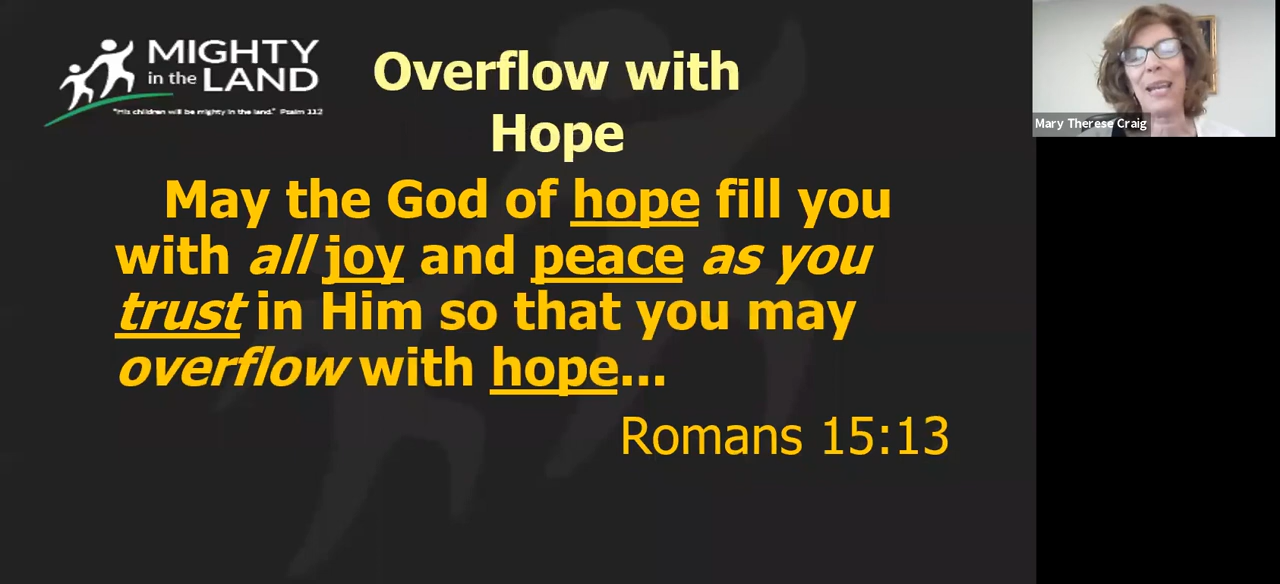 MIGHTY
in the LAND
"His children will be mighty in the land." Psalm 112
Overflow with
Hope
May the God of hope fill you
with all joy and peace as you
trust in Him so that you may
overflow with hope...
Romans 15:13
Mary Therese Craig